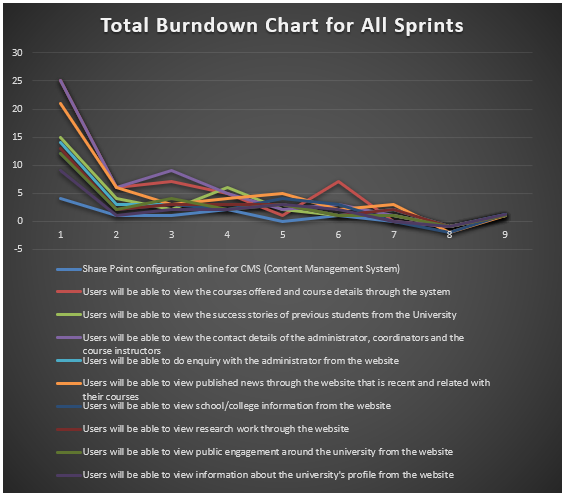 Total Burndown Chart for All Sprints
30
25
20
15
10
5
0
-5
1 2 3 4 5 6 7 8 9
Share Point configuration online for CMS (Content Management System)
Users will be able to view the courses offered and course details through the system
Users will be able to view the success stories of previous students from the University
Users will be able to view the contact details of the administrator, coordinators and the
course instructors
Users will be able to do enquiry with the administrator from the website
Users will be able to view published news through the website that is recent and related with
their courses
Users will be able to view school/college information from the website
Users will be able to view research work through the website
Users will be able to view public engagement around the university from the website
Users will be able to view information about the university's profile from the website